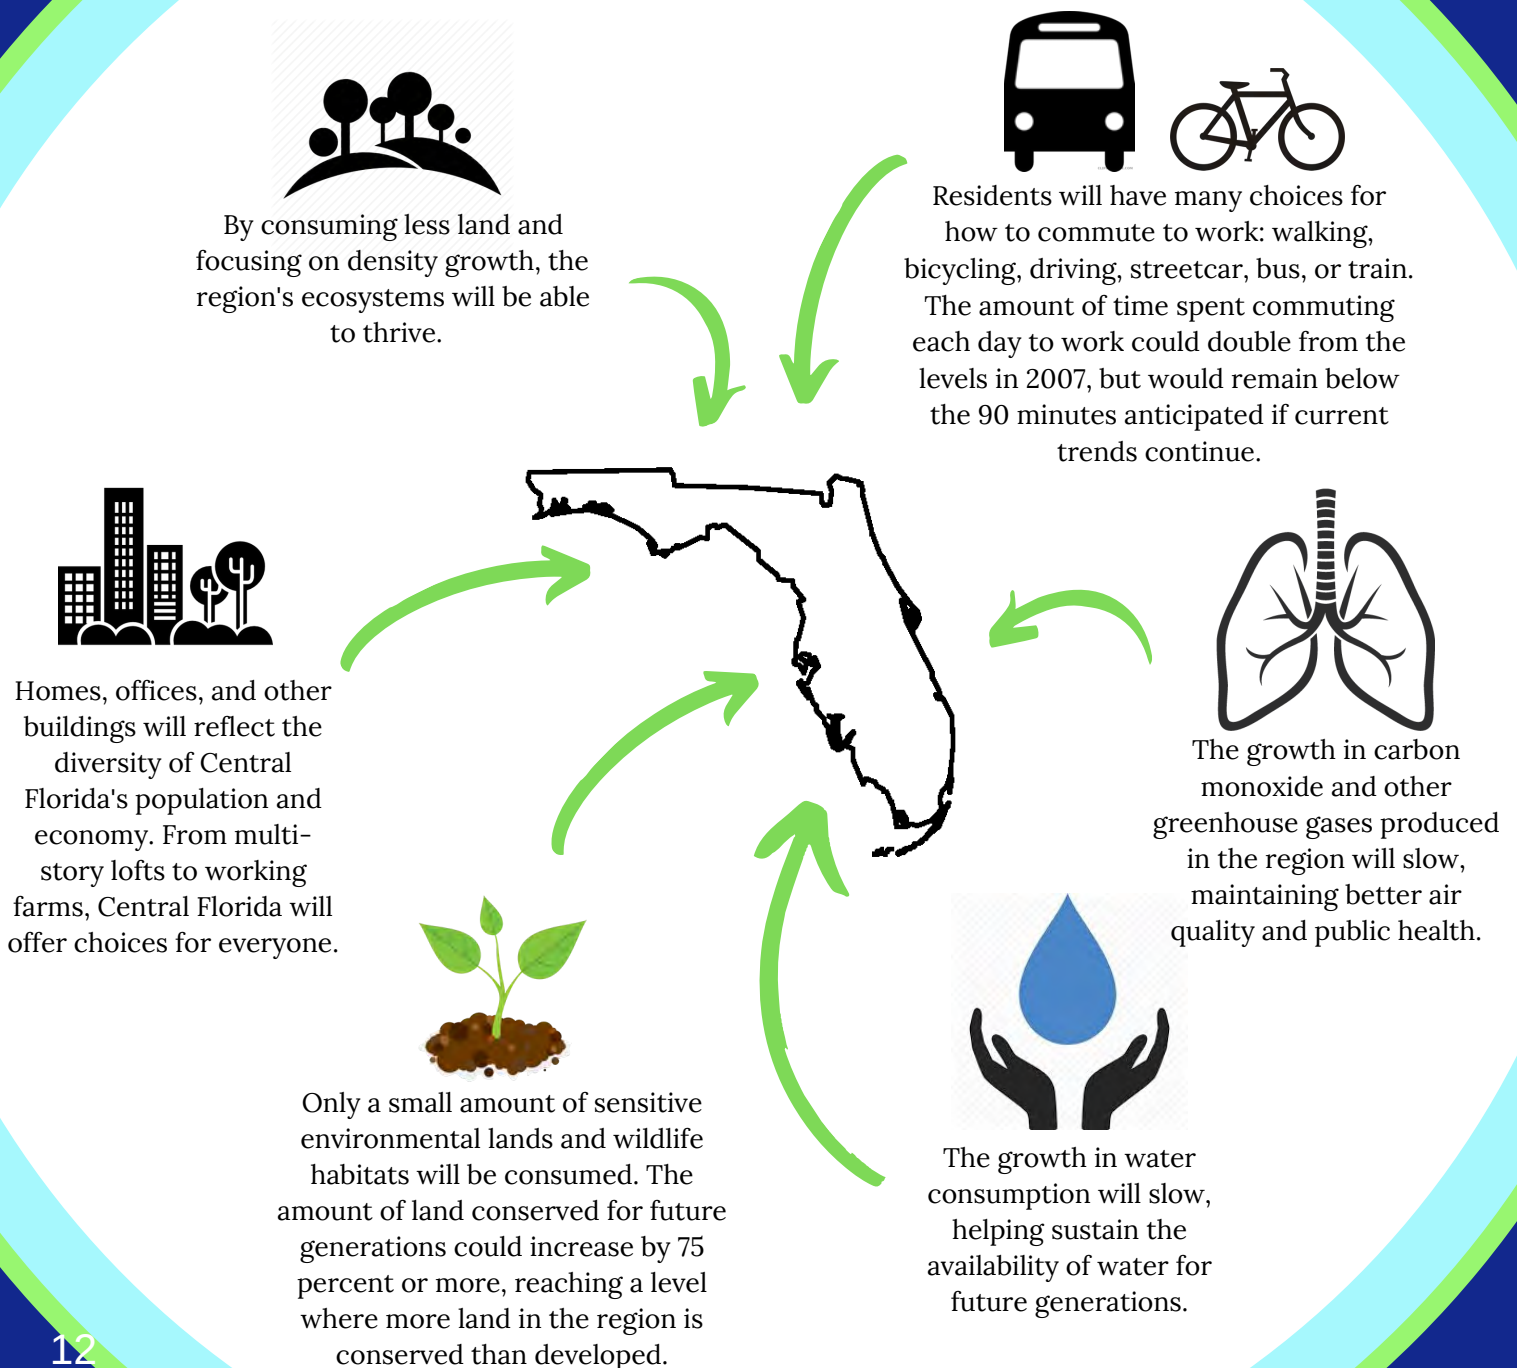 By consuming less land and
focusing on density growth, the
region's ecosystems will be able
to thrive.
Residents will have many choices for
how to commute to work: walking,
bicycling, driving, streetcar, bus, or train.
The amount of time spent commuting
each day to work could double from the
levels in 2007, but would remain below
the 90 minutes anticipated if current
trends continue.
Homes, offices, and other
buildings will reflect the
diversity of Central
Florida's population and
economy. From multi-
story lofts to working
farms, Central Florida will
offer choices for everyone.
The growth in carbon
monoxide and other
greenhouse gases produced
in the region will slow,
maintaining better air
quality and public health.
Only a small amount of sensitive
environmental lands and wildlife
habitats will be consumed. The
amount of land conserved for future
generations could increase by 75
percent or more, reaching a level
where more land in the region is
conserved than developed.
The growth in water
consumption will slow,
helping sustain the
availability of water for
future generations.
12